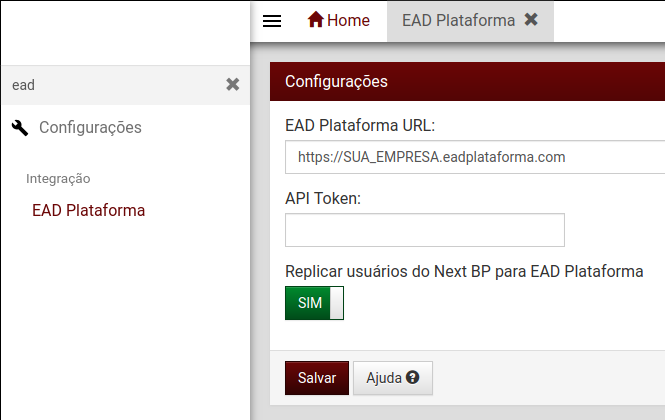 Home
EAD Plataforma
ead
Configurações
Integração
EAD Plataforma
Configurações
EAD Plataforma URL:
https://SUA_EMPRESA.eadplataforma.com
API Token:
Replicar usuários do Next BP para EAD Plataforma
SIM
Salvar
Ajuda